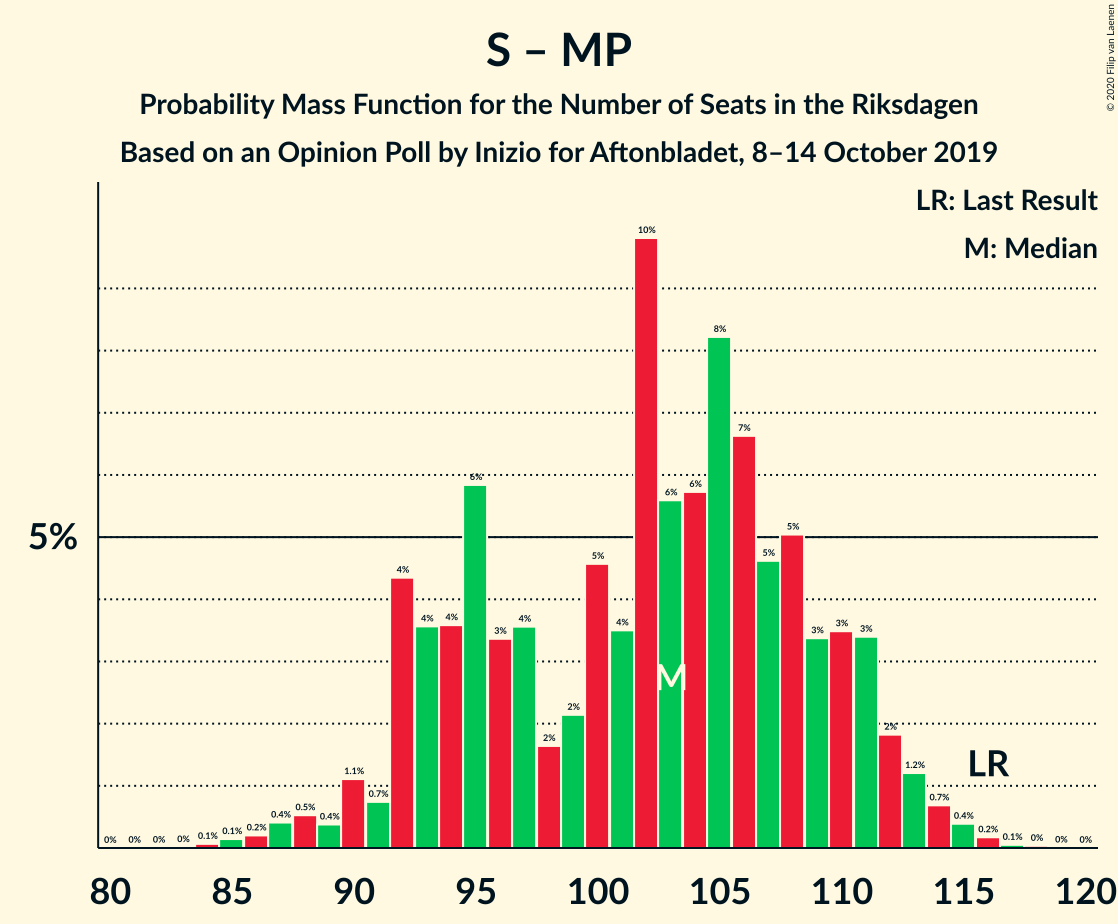 S – MP
Probability Mass Function for the Number of Seats in the Riksdagen
Based on an Opinion Poll by Inizio for Aftonbladet, 8–14 October 2019
© 2020 Filip van Laenen
LR: Last Result
M: Median
5%
0% 0% 0% 0% 0.1% 0.1% 0.2% 0.4% 0.5% 0.4% 1.1% 0.7% 4% 4% 4% 6% 3% 4% 2% 2% 5% 4% 10% 6% 6% 8% 7% 5% 5% 3% 3% 3% 2% 1.2% 0.7% 0.4% 0.2% 0.1% 0% 0% 0%
M
LR
80 85 90 95 100 105 110 115 120